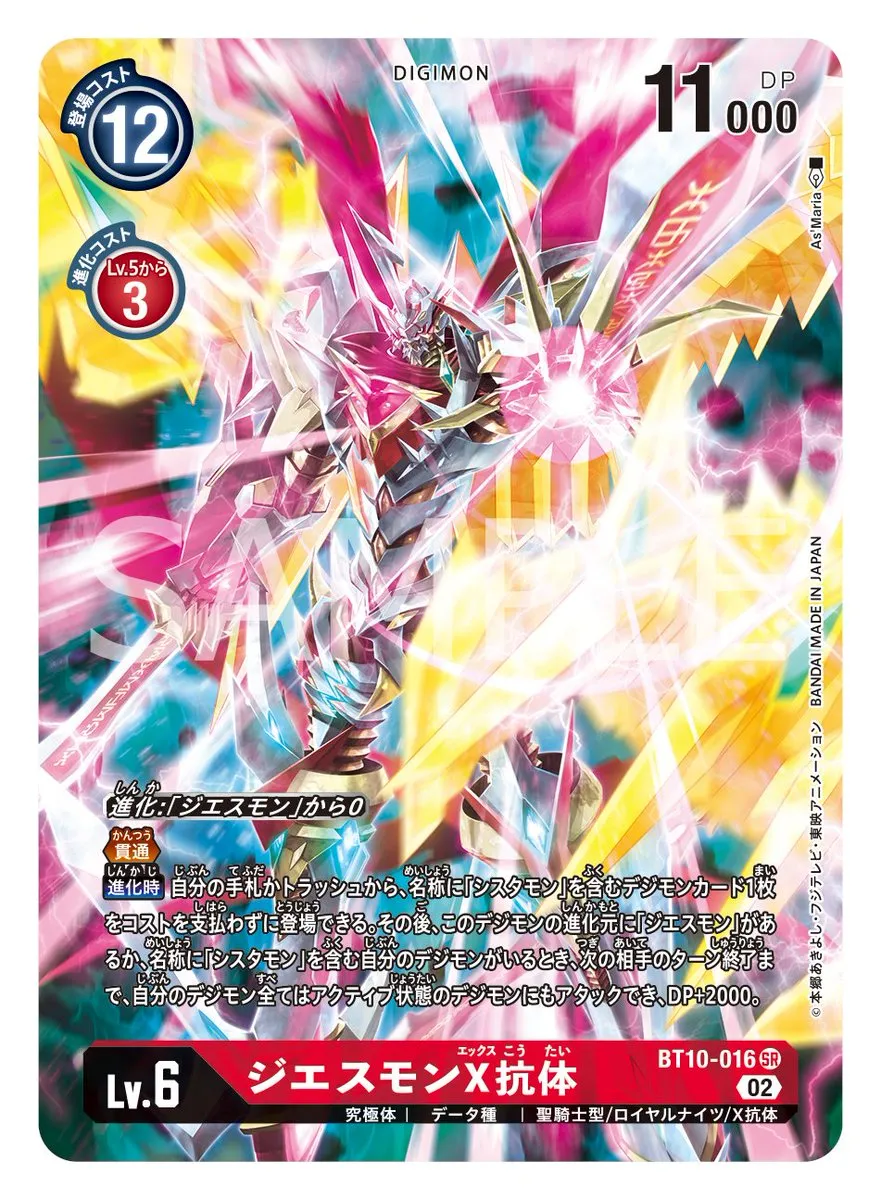 登場コスト
12
DIGIMON
11000
DP
進化コスト
Lv.5から
3
As'Maria
SAMPLE
進化:「ジエスモン」から0
貫通
進化時 自分の手札かトラッシュから、名称に「シスタモン」を含むデジモンカード1枚
をコストを支払わずに登場できる。その後、このデジモンの進化元に「ジエスモン」があ
るか、名称に「シスタモン」を含む自分のデジモンがいるとき、次の相手のターン終了ま
で、自分のデジモン全てはアクティブ状態のデジモンにもアタックでき、DP+2000。
©本郷あきよし・フジテレビ・東映アニメーション BANDAI MADE IN JAPAN
Lv.6
ジエスモンX抗体
BT10-016 SR
02
究極体 | データ種 | 聖騎士型/ロイヤルナイツ/X抗体